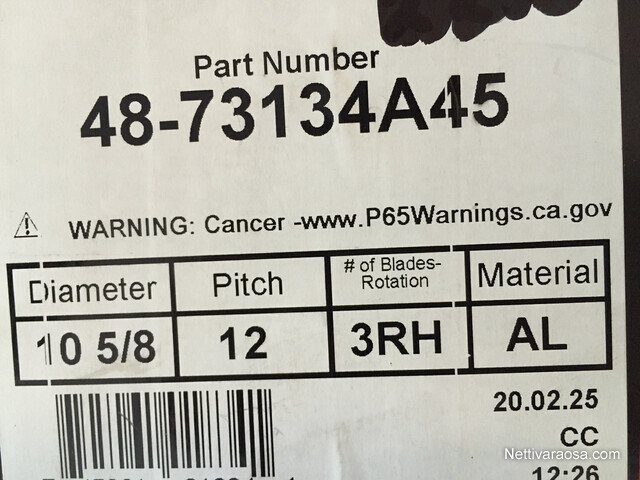 Part Number
48-73134A45
WARNING: Cancer -www.P65Warnings.ca.gov
Diameter Pitch # of Blades- Material
Rotation
10 5/8 12 3RH AL
20.02.25
CC
12:26
Nettivaraosa.com